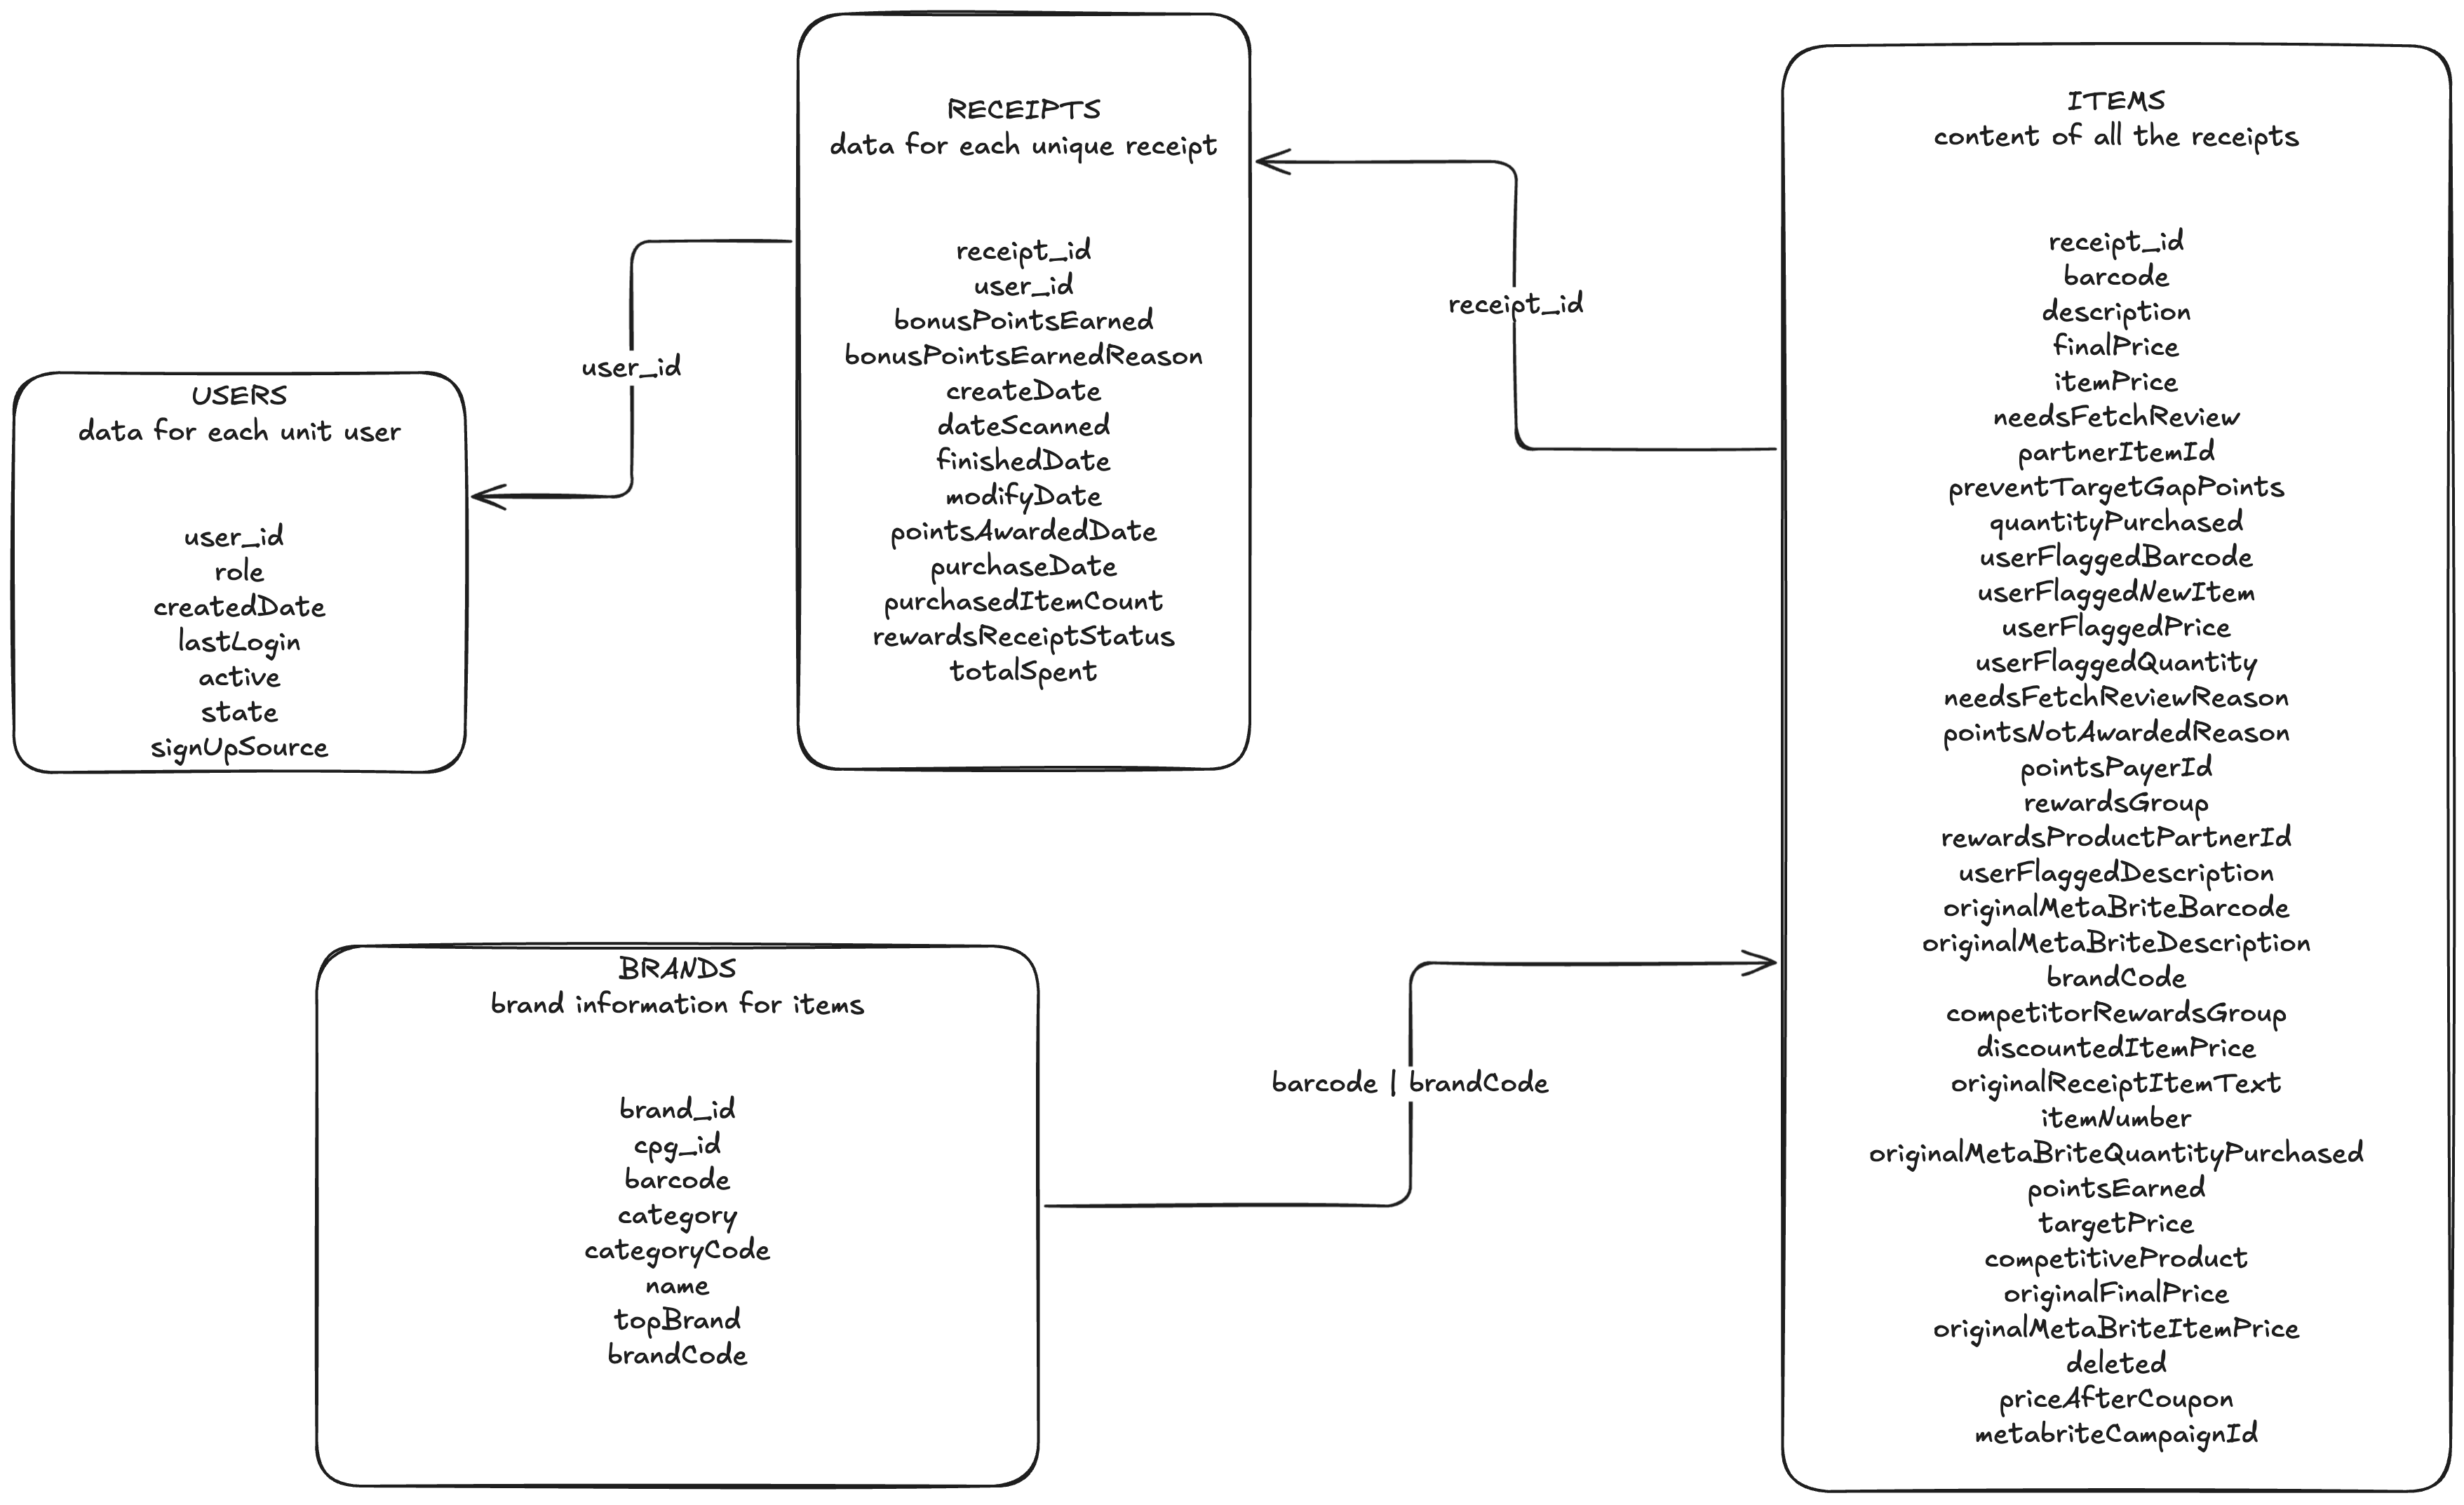 RECEIPTS
data for each unique receipt
receipt_id
user_id
bonusPointsEarned
bonusPointsEarnedReason
createDate
dateScanned
finishedDate
modifyDate
pointsAwardedDate
purchaseDate
purchasedItemCount
rewardsReceiptStatus
totalSpent
ITEMS
content of all the receipts
receipt_id
barcode
description
finalPrice
itemPrice
needsFetchReview
partnerItemId
preventTargetGapPoints
quantityPurchased
userFlaggedBarcode
userFlaggedNewItem
userFlaggedPrice
userFlaggedQuantity
needsFetchReviewReason
pointsNotAwardedReason
pointsPayerId
rewardsGroup
rewardsProductPartnerId
userFlaggedDescription
originalMetaBriteBarcode
originalMetaBriteDescription
brandCode
competitorRewardsGroup
discountedItemPrice
originalReceiptItemText
itemNumber
originalMetaBriteQuantityPurchased
pointsEarned
targetPrice
competitiveProduct
originalFinalPrice
originalMetaBriteItemPrice
deleted
priceAfterCoupon
metabriteCampaignId
receipt_id
user_id
USERS
data for each unit user
user_id
role
createdDate
lastLogin
active
state
signUpSource
BRANDS
brand information for items
brand_id
cpg_id
barcode
category
categoryCode
name
topBrand
brandCode
barcode | brandCode